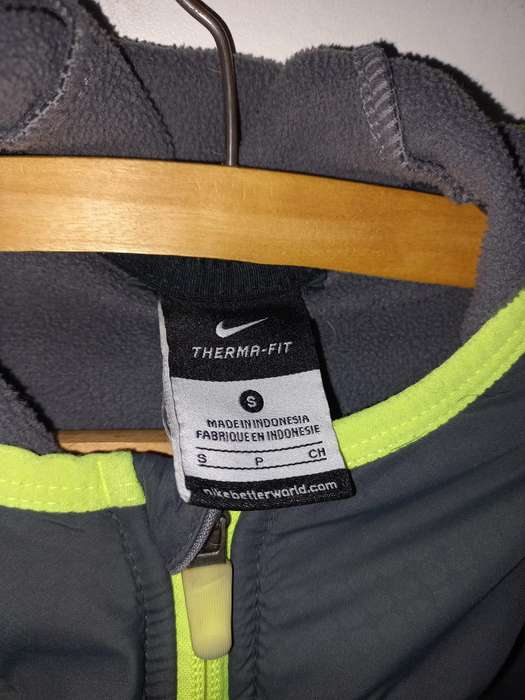 THERMA-FIT
S
MADE IN INDONESIA
FABRIQUE EN INDONESIE
S P CH
nikebetterworld.com